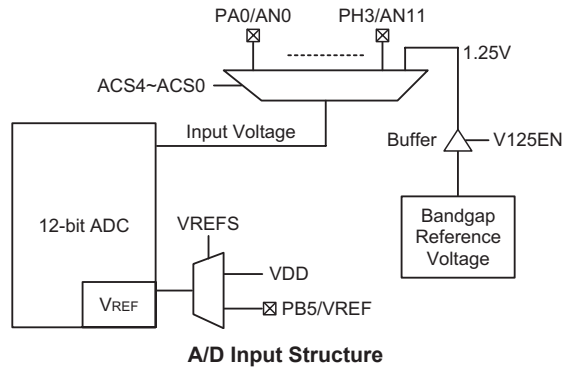 PA0/AN0
PH3/AN11
1.25V
ACS4~ACS0
Input Voltage
Buffer
V125EN
12-bit ADC
VREFS
Bandgap
Reference
Voltage
VDD
VREF
PB5/VREF
A/D Input Structure